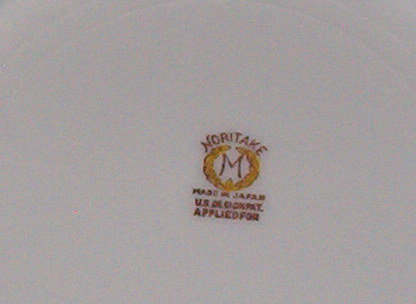 NORITAKE
M
MADE IN JAPAN
U.S. DESIGN PAT.
APPLIED FOR